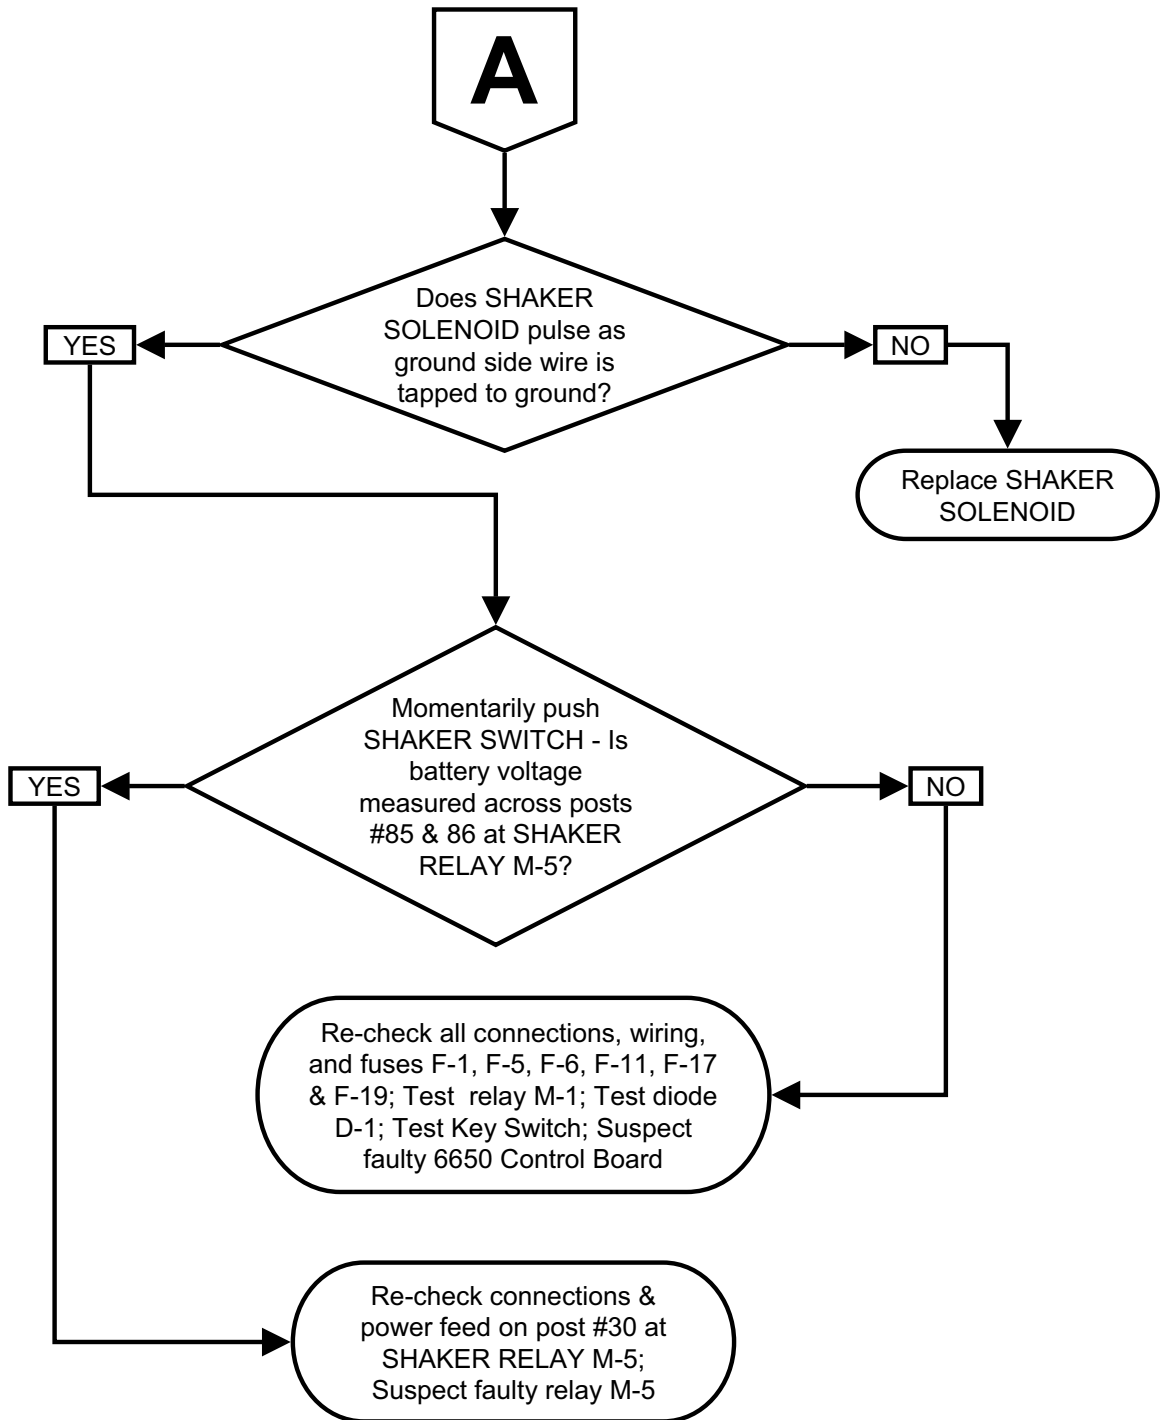 A
Does SHAKER
SOLENOID pulse as
ground side wire is
tapped to ground?
YES
NO
Replace SHAKER
SOLENOID
Momentarily push
SHAKER SWITCH - Is
battery voltage
measured across posts
#85 & 86 at SHAKER
RELAY M-5?
YES
NO
Re-check all connections, wiring,
and fuses F-1, F-5, F-6, F-11, F-17
& F-19; Test relay M-1; Test diode
D-1; Test Key Switch; Suspect
faulty 6650 Control Board
Re-check connections &
power feed on post #30 at
SHAKER RELAY M-5;
Suspect faulty relay M-5